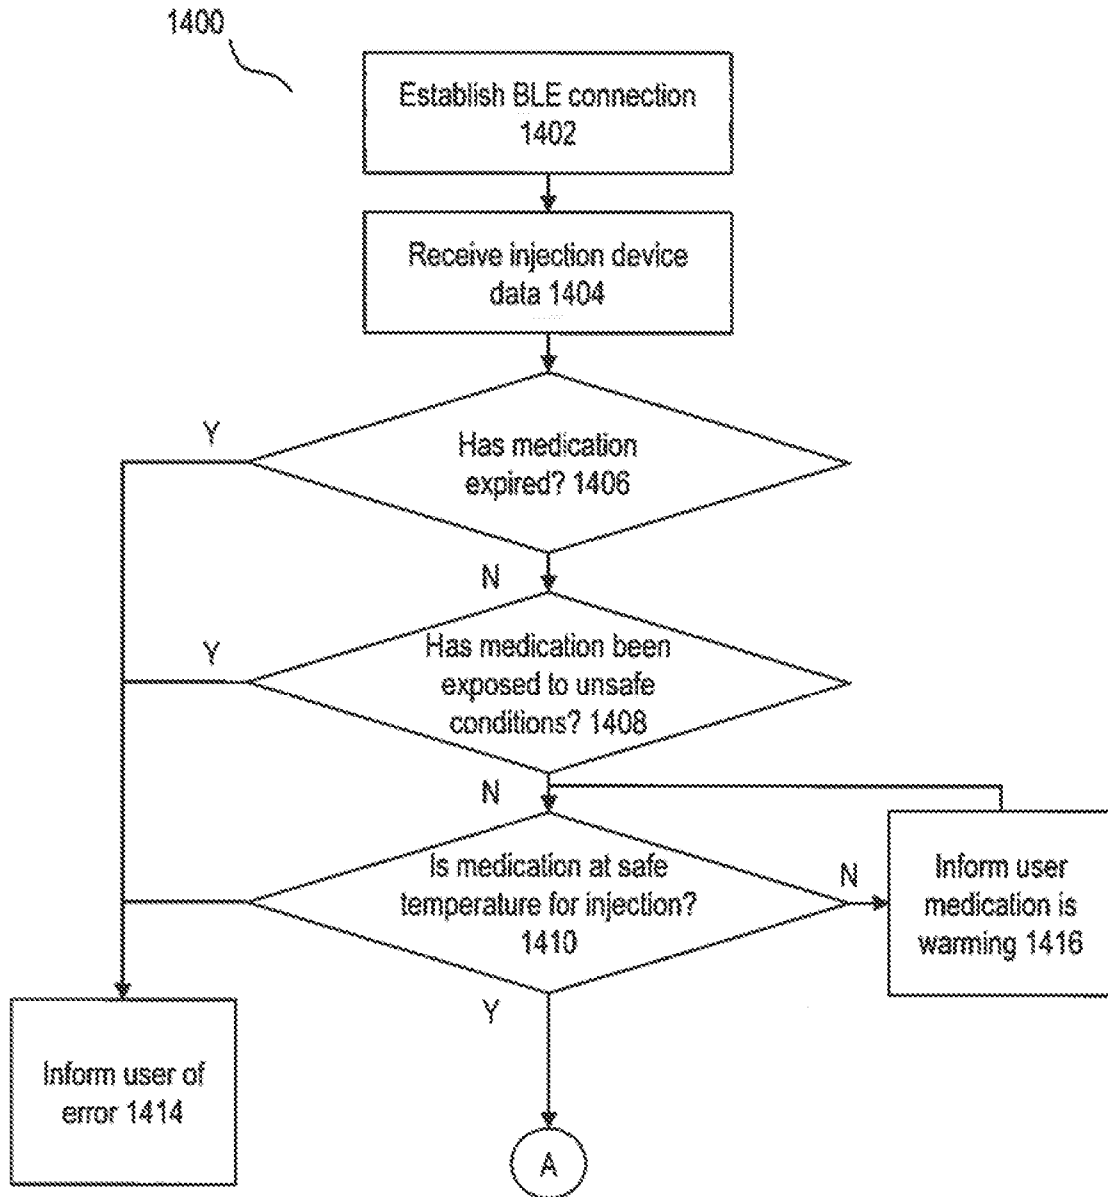 1400
Establish BLE connection
1402
Receive injection device
data 1404
Y
Has medication
expired? 1406
N
Y
Has medication been
exposed to unsafe
conditions? 1408
N
Is medication at safe
temperature for injection?
1410
N
Inform user
medication is
warming 1416
Y
Inform user of
error 1414
A